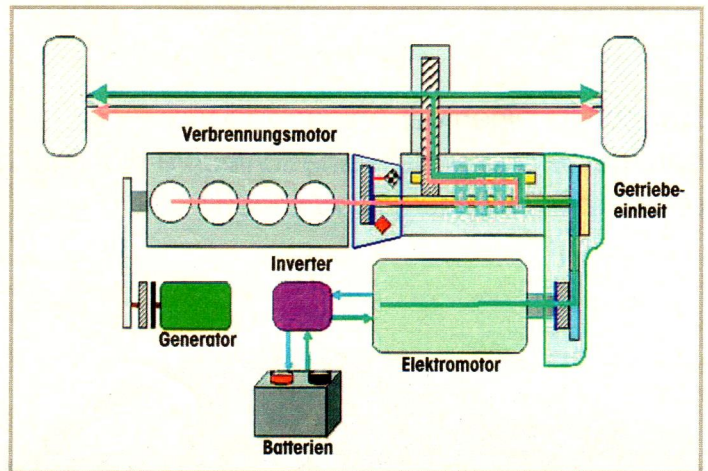 Verbrennungsmotor
Getriebe-
einheit
Inverter
Generator
Elektromotor
Batterien